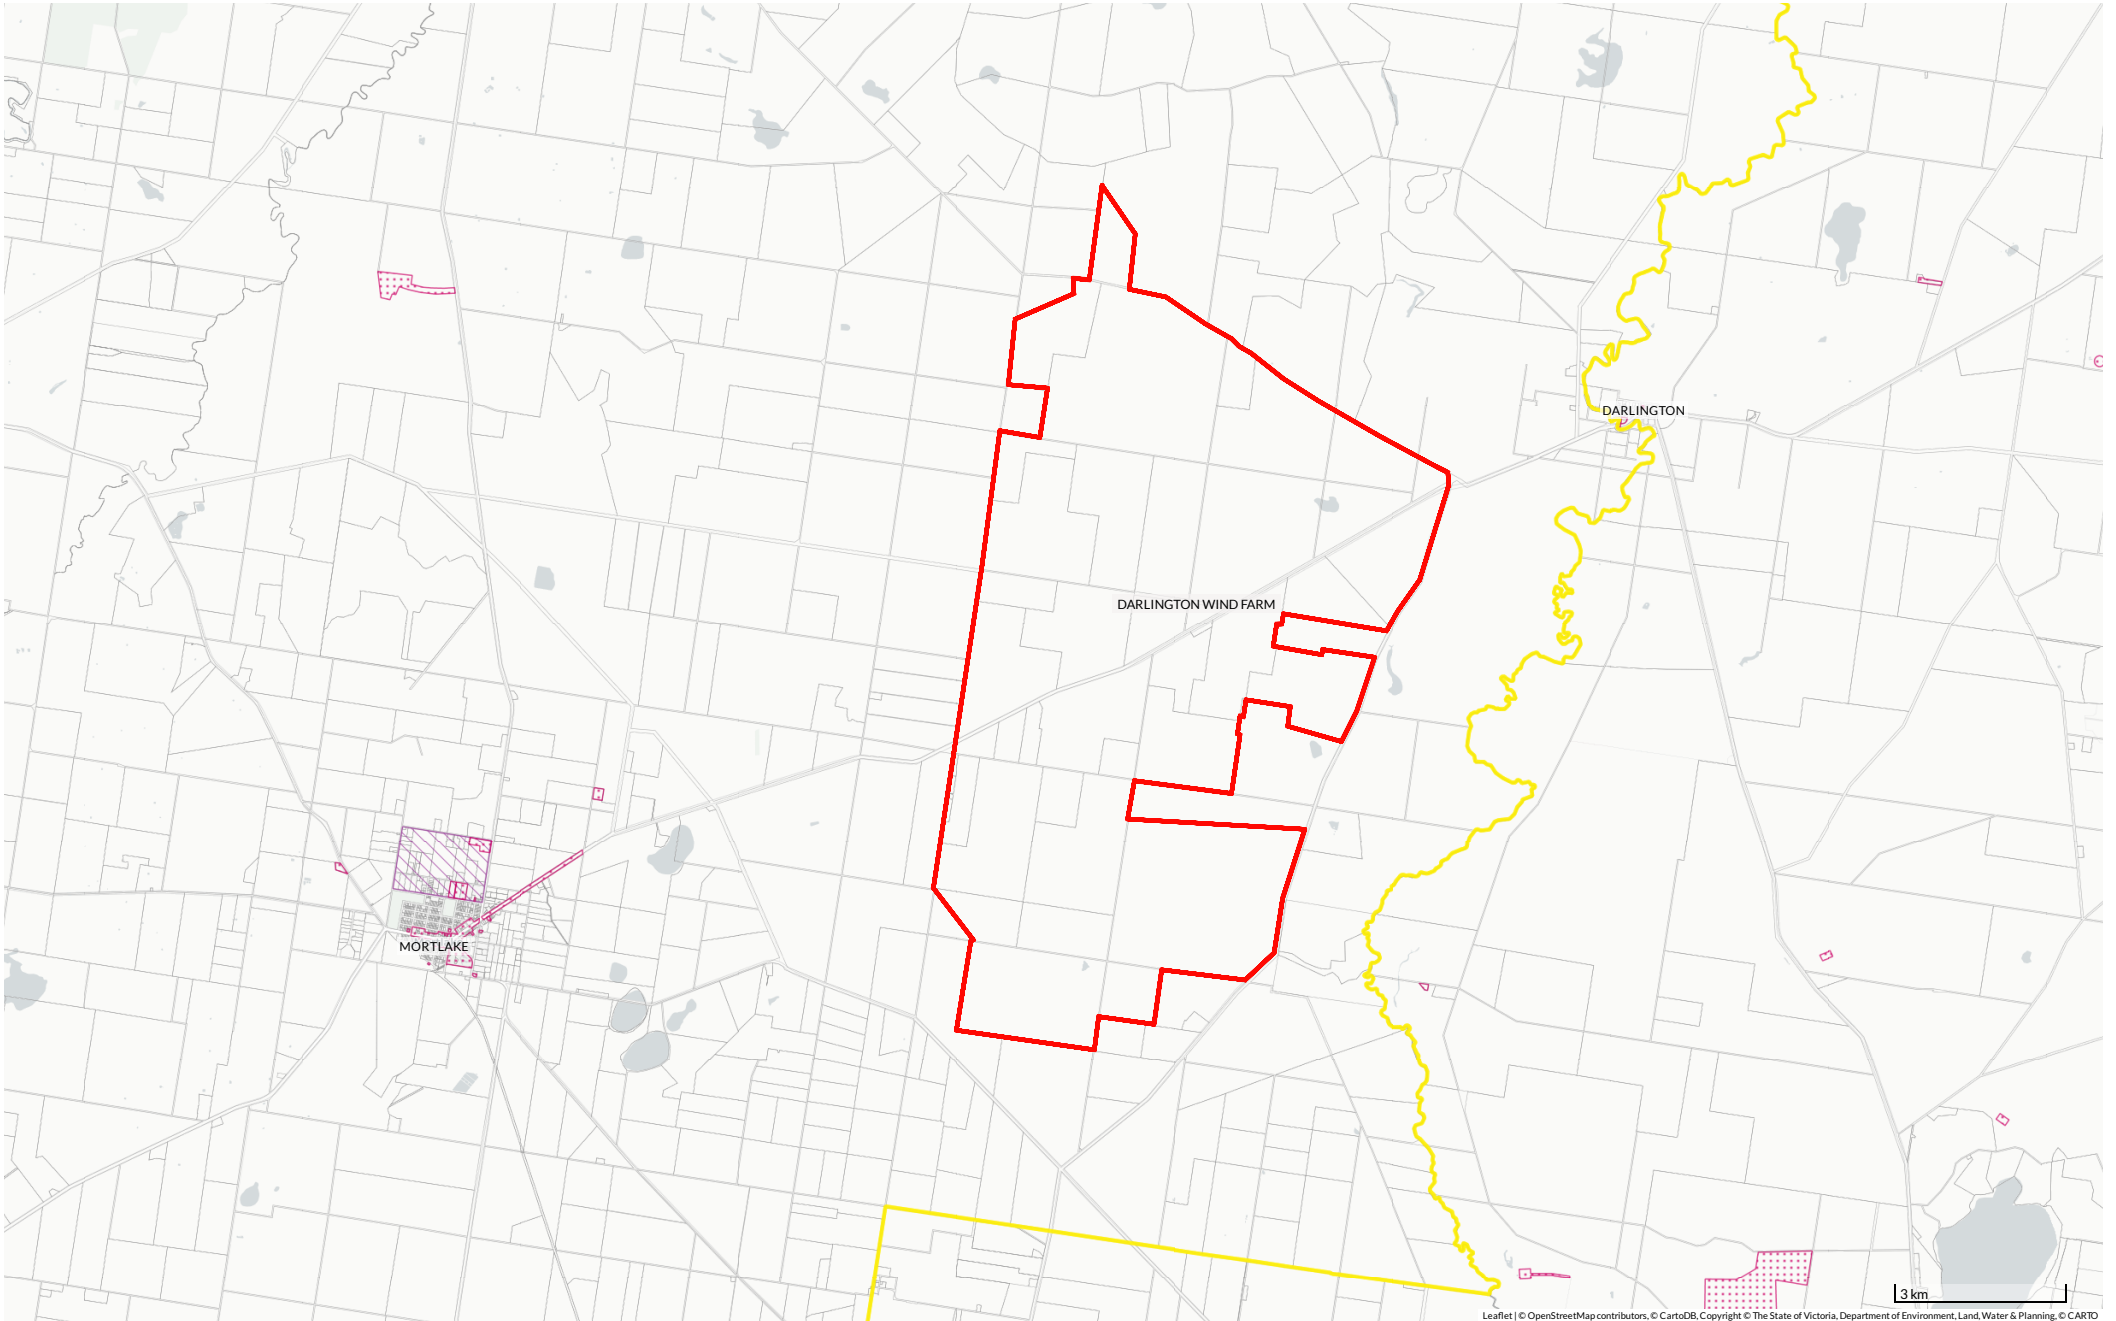 DARLINGTON
DARLINGTON WIND FARM
MORTLAKE
3 km
Leaflet | © OpenStreetMap contributors, © CartoDB, Copyright © The State of Victoria, Department of Environment, Land, Water & Planning, © CARTO